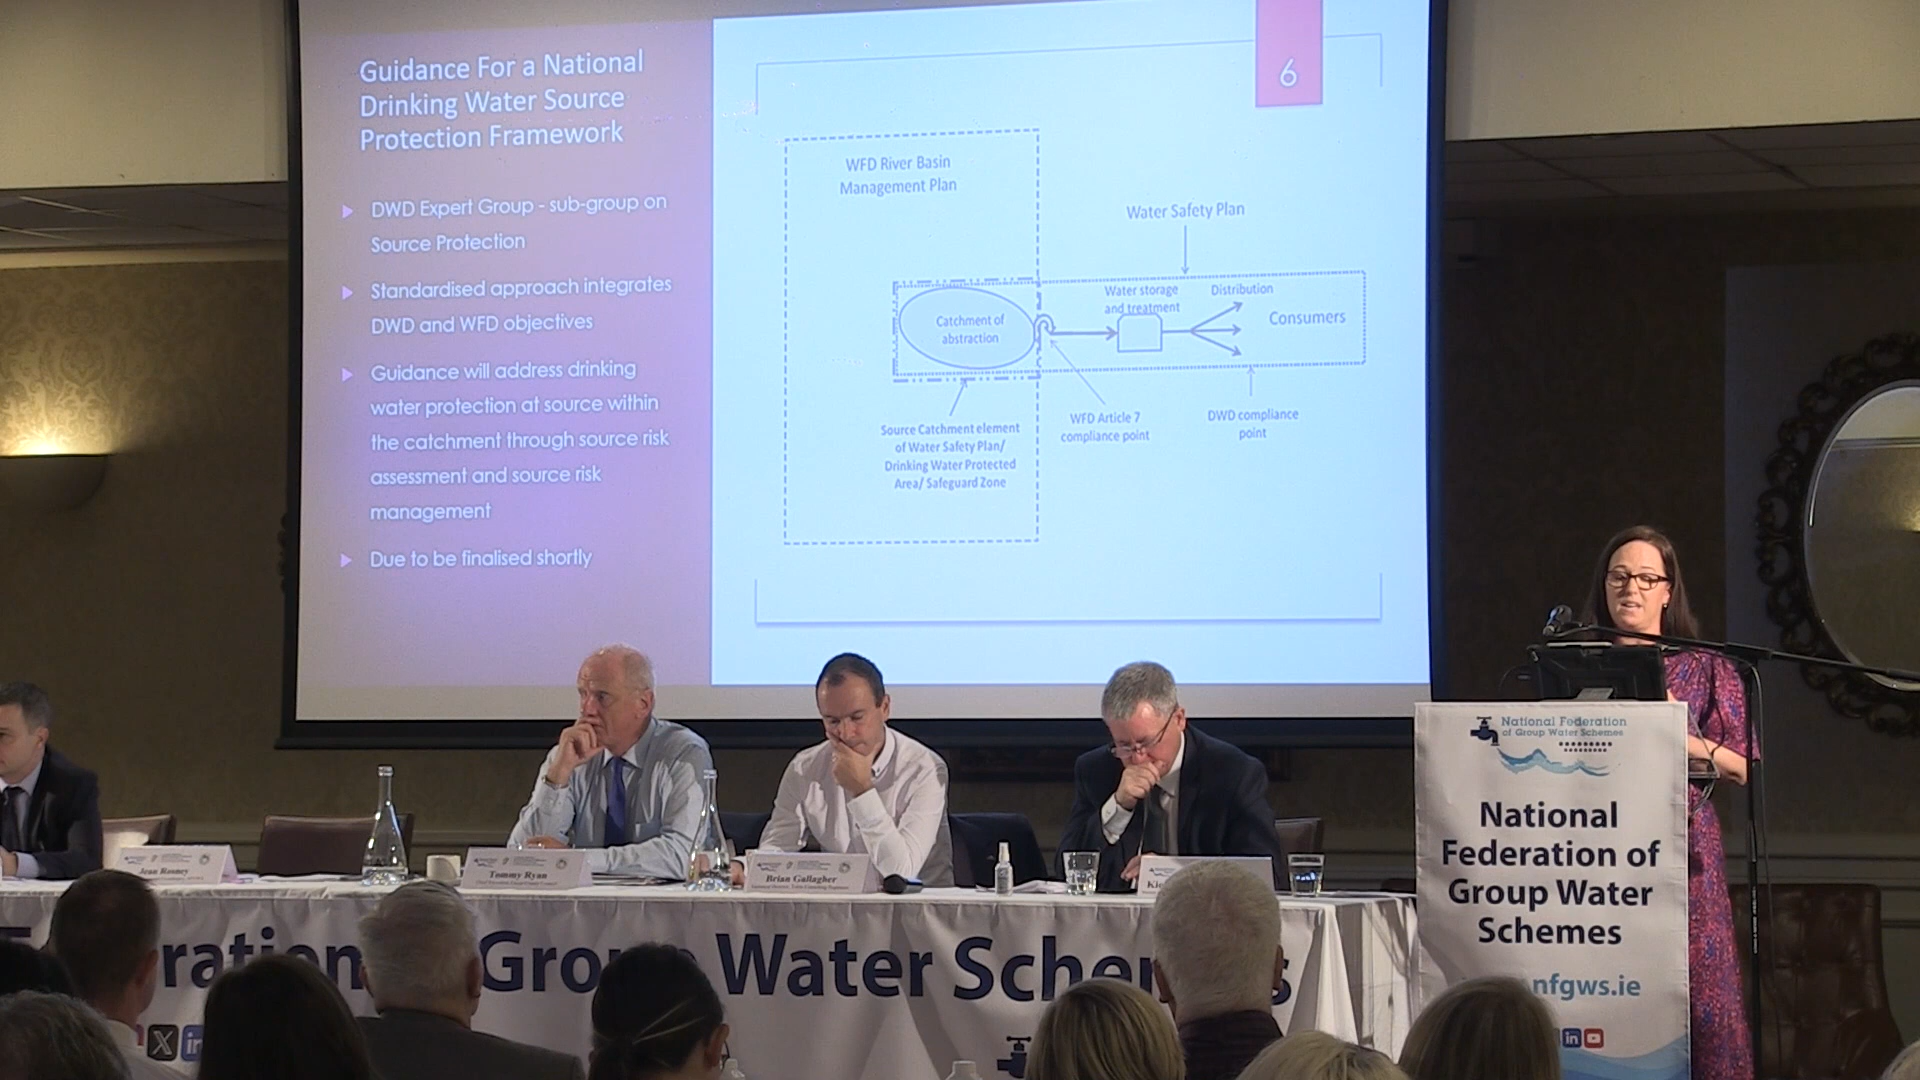 Guidance For a National
Drinking Water Source
Protection Framework
DWD Expert Group - sub-group on
Source Protection
Standardised approach integrates
DWD and WFD objectives
Guidance will address drinking
water protection at source within
the catchment through source risk
assessment and source risk
management
Due to be finalised shortly
6
WFD River Basin
Management Plan
Water Safety Plan
Water storage
and treatment
Distribution
Consumers
Catchment of
abstraction
Source Catchment element
of Water Safety Plan/
Drinking Water Protected
Area/ Safeguard Zone
WFD Article 7
compliance point
DWD compliance
point
National Federation
of Group Water Schemes
National
Federation of
Group Water
Schemes
nfgws.ie
Jean Rosney
Tommy Ryan
Brian Gallagher
Water